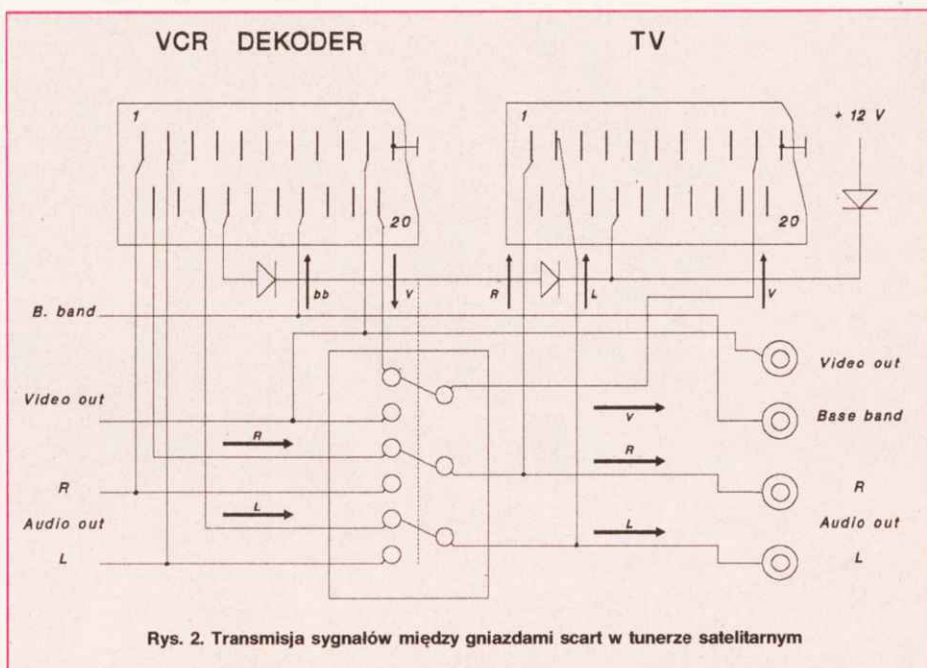 VCR DEKODER TV
1
1
+ 12 V
20
20
bb
V
R
L
V
B. band
Video out
Video out
V
Base band
R
R
R
R
Audio out
L
L
Audio out
L
L
Rys. 2. Transmisja sygnałów między gniazdami scart w tunerze satelitarnym